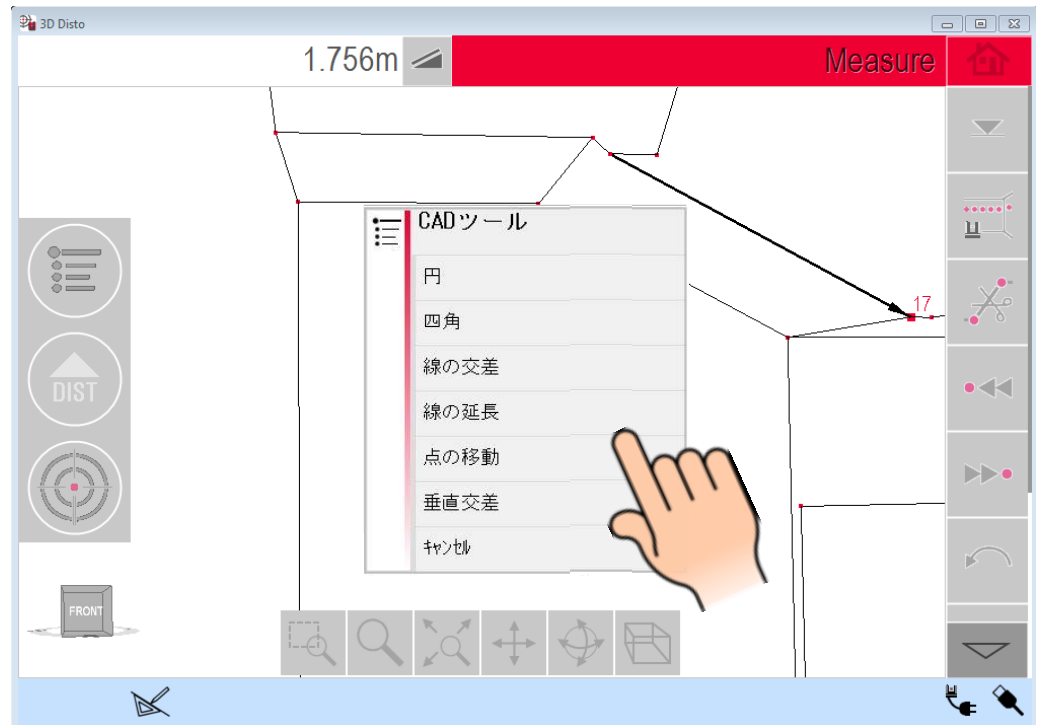 3D Disto
1.756m
Measure
CADツール
円
四角
線の交差
線の延長
点の移動
垂直交差
ｷｬﾝｾﾙ
17
DIST
FRONT